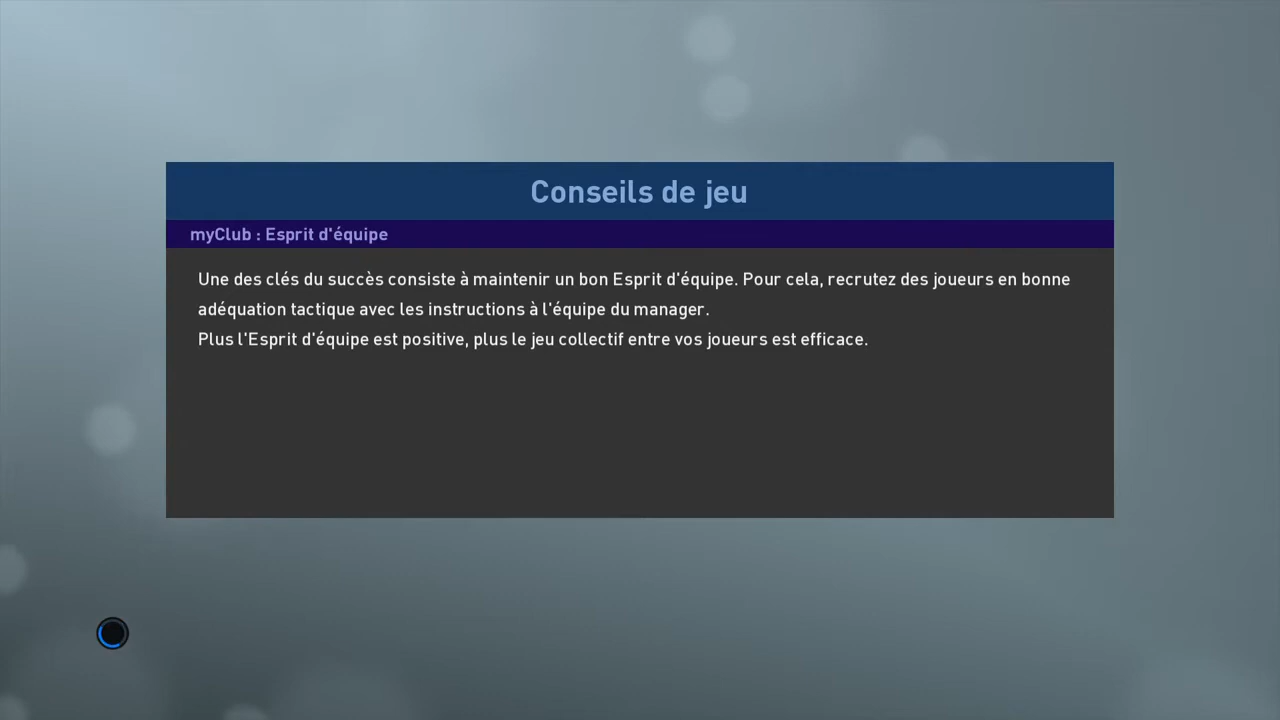 Conseils de jeu
myClub : Esprit d'équipe
Une des clés du succès consiste à maintenir un bon Esprit d'équipe. Pour cela, recrutez des joueurs en bonne
adéquation tactique avec les instructions à l'équipe du manager.
Plus l'Esprit d'équipe est positive, plus le jeu collectif entre vos joueurs est efficace.